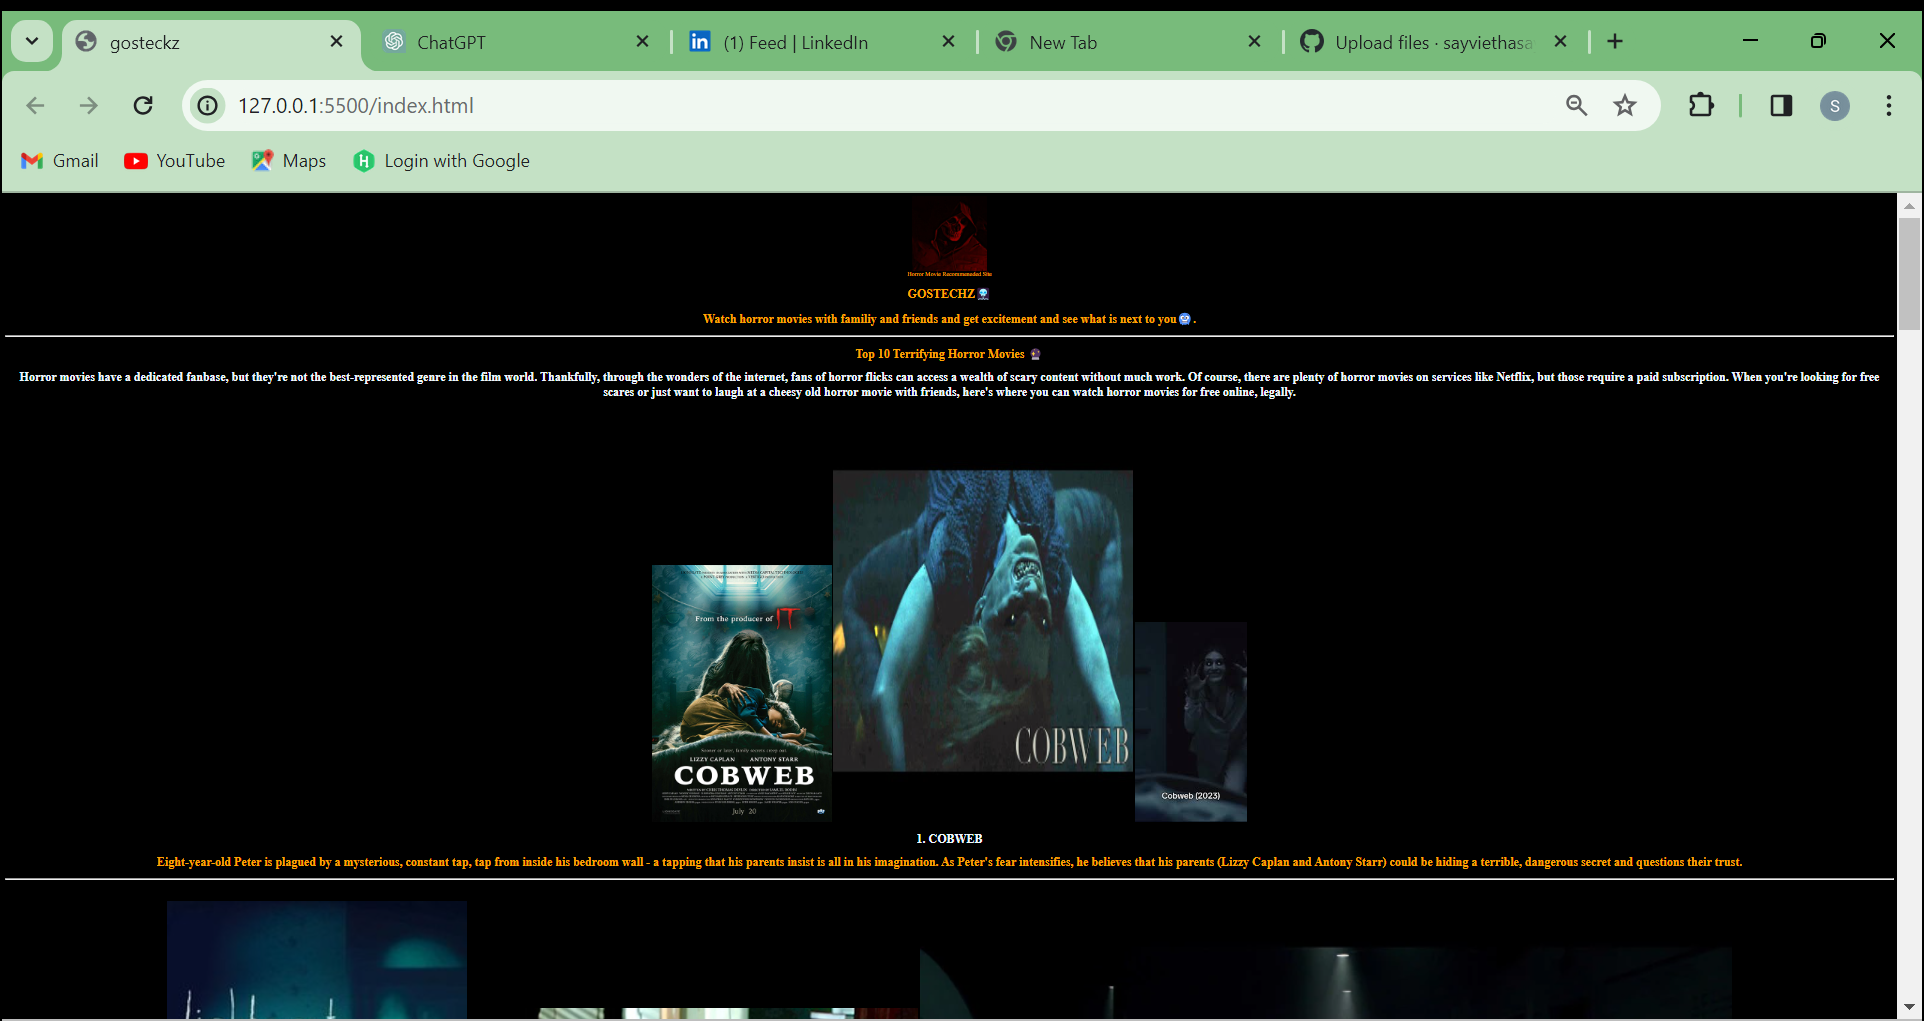 gosteckz
ChatGPT
(1) Feed | LinkedIn
New Tab
Upload files · sayviethasa
127.0.0.1:5500/index.html
S
Gmail
YouTube
Maps
Login with Google
Horror Movie Recommaneded Site
GOSTECHZ
Watch horror movies with familiy and friends and get excitement and see what is next to you .
Top 10 Terrifying Horror Movies
Horror movies have a dedicated fanbase, but they're not the best-represented genre in the film world. Thankfully, through the wonders of the internet, fans of horror flicks can access a wealth of scary content without much work. Of course, there are plenty of horror movies on services like Netflix, but those require a paid subscription. When you're looking for free
scares or just want to laugh at a cheesy old horror movie with friends, here's where you can watch horror movies for free online, legally.
From the producer of IT
LIZZY CAPLAN ANTONY STARR
COBWEB
July 20
COBWEB
Cobweb (2023)
1. COBWEB
Eight-year-old Peter is plagued by a mysterious, constant tap, tap from inside his bedroom wall - a tapping that his parents insist is all in his imagination. As Peter's fear intensifies, he believes that his parents (Lizzy Caplan and Antony Starr) could be hiding a terrible, dangerous secret and questions their trust.